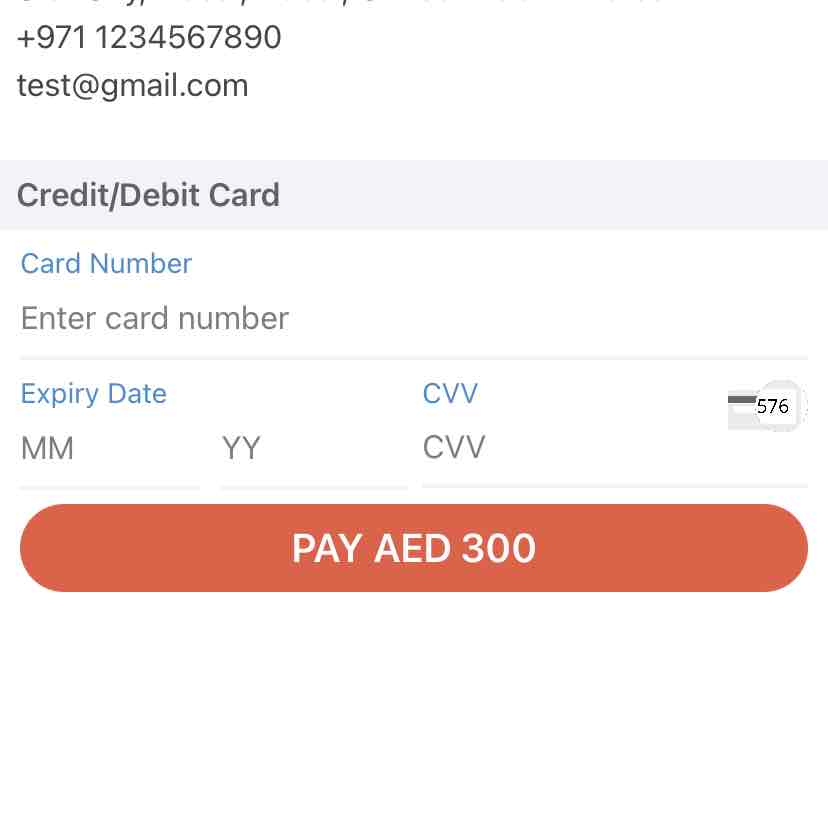 +971 1234567890
test@gmail.com
Credit/Debit Card
Card Number
Enter card number
Expiry Date
CVV
576
MM
YY
CVV
PAY AED 300